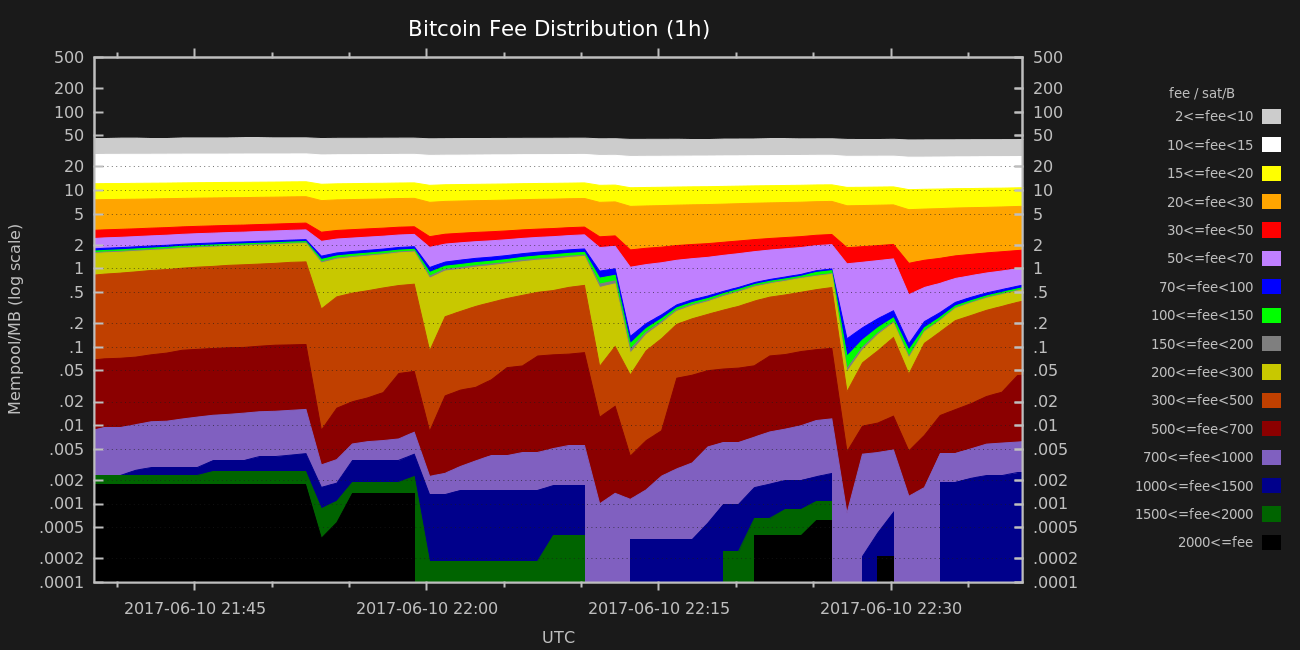 Bitcoin Fee Distribution (1h)
Mempool/MB (log scale)
500
200
100
50
20
10
5
2
1
.5
.2
.1
.05
.02
.01
.005
.002
.001
.0005
.0002
.0001
500
200
100
50
20
10
5
2
1
.5
.2
.1
.05
.02
.01
.005
.002
.001
.0005
.0002
.0001
2017-06-10 21:45
2017-06-10 22:00
2017-06-10 22:15
2017-06-10 22:30
UTC
fee / sat/B
2<=fee<10
10<=fee<15
15<=fee<20
20<=fee<30
30<=fee<50
50<=fee<70
70<=fee<100
100<=fee<150
150<=fee<200
200<=fee<300
300<=fee<500
500<=fee<700
700<=fee<1000
1000<=fee<1500
1500<=fee<2000
2000<=fee